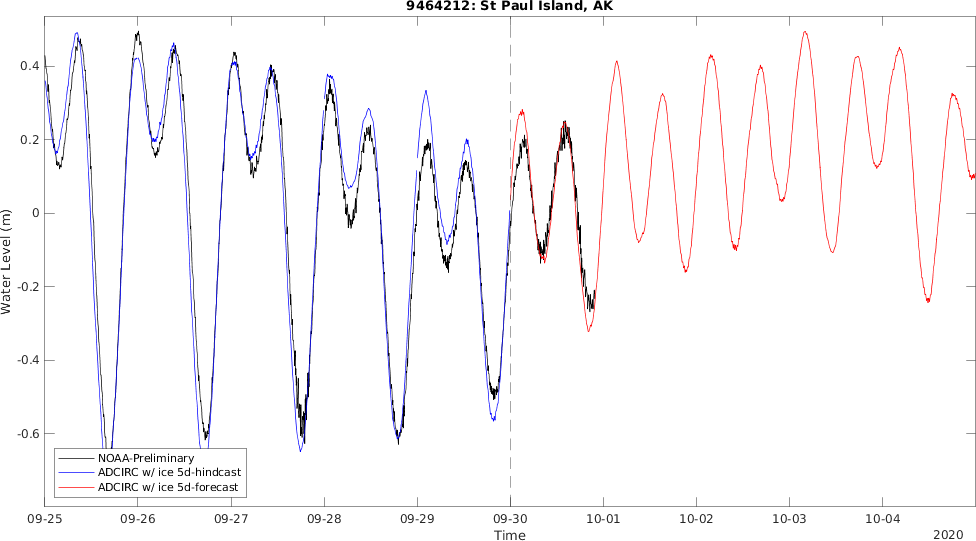 9464212: St Paul Island, AK
0.4
0.2
0
-0.2
-0.4
-0.6
Water Level (m)
NOAA-Preliminary
ADCIRC w/ ice 5d-hindcast
ADCIRC w/ ice 5d-forecast
09-25 09-26 09-27 09-28 09-29 09-30 10-01 10-02 10-03 10-04
Time
2020